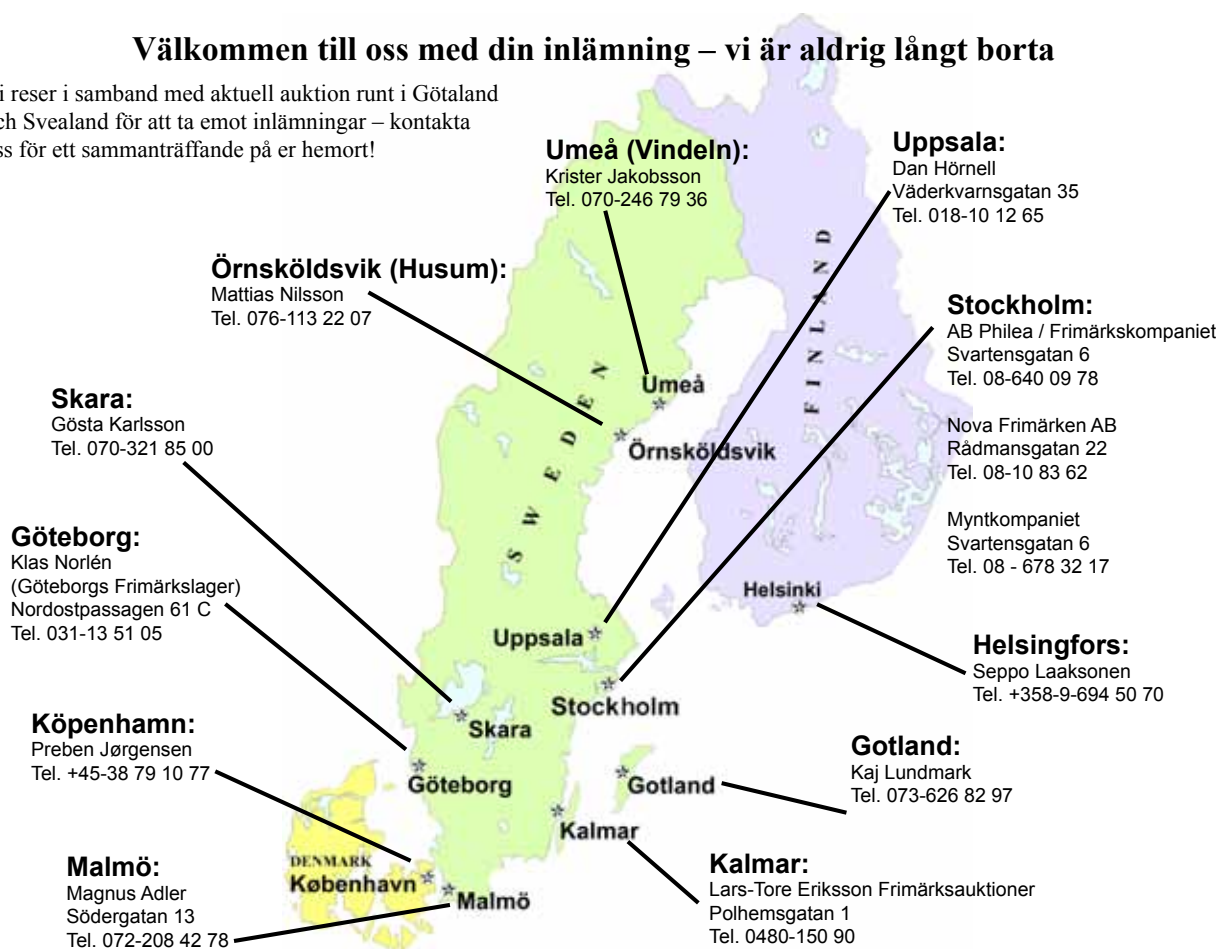 Välkommen till oss med din inlämning – vi är aldrig långt borta
i reser i samband med aktuell auktion runt i Götaland
ch Svealand för att ta emot inlämningar – kontakta
ss för ett sammanträffande på er hemort!
Umeå (Vindeln):
Krister Jakobsson
Tel. 070-246 79 36
Uppsala:
Dan Hörnell
Väderkvarnsgatan 35
Tel. 018-10 12 65
Örnsköldsvik (Husum):
Mattias Nilsson
Tel. 076-113 22 07
Stockholm:
AB Philea / Frimärkskompaniet
Svartensgatan 6
Tel. 08-640 09 78
Nova Frimärken AB
Rådmansgatan 22
Tel. 08-10 83 62
Myntkompaniet
Svartensgatan 6
Tel. 08 - 678 32 17
Skara:
Gösta Karlsson
Tel. 070-321 85 00
Göteborg:
Klas Norlén
(Göteborgs Frimärkslager)
Nordostpassagen 61 C
Tel. 031-13 51 05
Helsingfors:
Seppo Laaksonen
Tel. +358-9-694 50 70
Köpenhamn:
Preben Jørgensen
Tel. +45-38 79 10 77
Gotland:
Kaj Lundmark
Tel. 073-626 82 97
Malmö:
Magnus Adler
Södergatan 13
Tel. 072-208 42 78
Kalmar:
Lars-Tore Eriksson Frimärksauktioner
Polhemsgatan 1
Tel. 0480-150 90
SWEDEN
FINLAND
Umeå
Örnsköldsvik
Helsinki
Uppsala
Stockholm
Skara
Göteborg
Gotland
Kalmar
DENMARK
København
Malmö